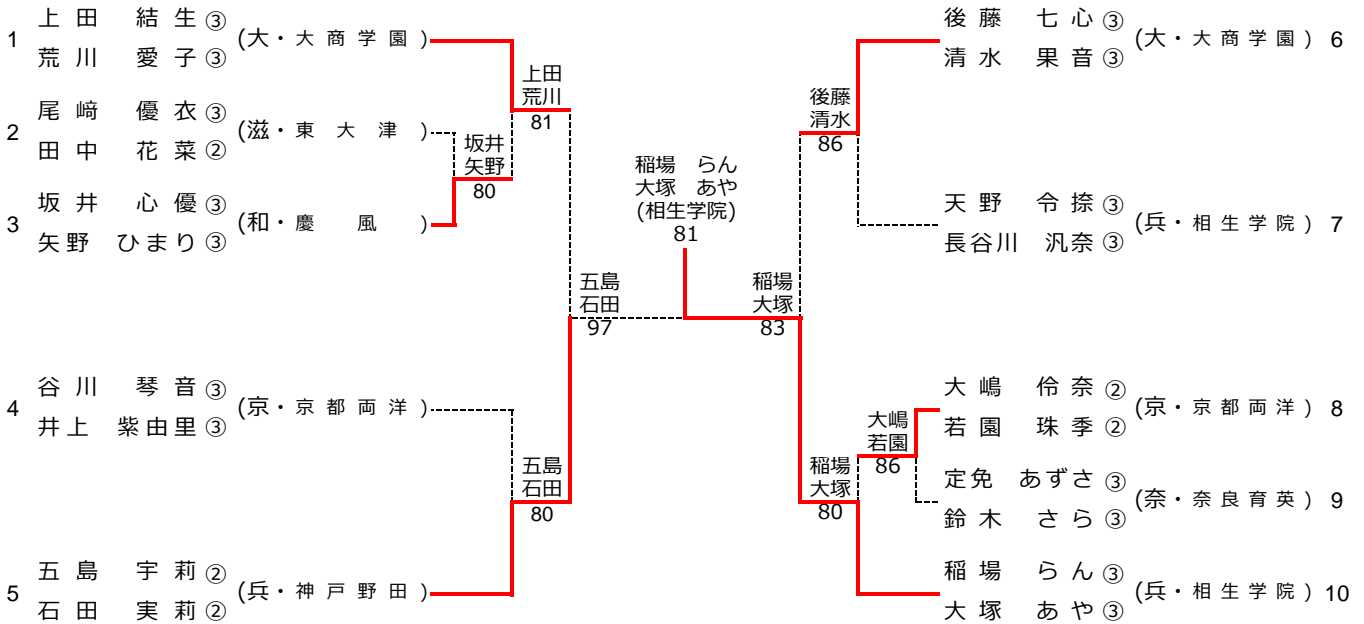 1 上田 結生③ (大・大商学園)
荒川 愛子③
2 尾﨑 優衣③ (滋・東大津)
田中 花菜②
3 坂井 心優③ (和・慶風)
矢野 ひまり③
4 谷川 琴音③ (京・京都両洋)
井上 紫由里③
5 五島 宇莉② (兵・神戸野田)
石田 実莉②
上田
荒川
81
坂井
矢野
80
五島
石田
97
五島
石田
80
稲場 らん
大塚 あや
(相生学院)
81
稲場
大塚
83
後藤
清水
86
大嶋
若園
86
稲場
大塚
80
後藤 七心③ (大・大商学園) 6
清水 果音③
天野 令捺③ (兵・相生学院) 7
長谷川 汎奈③
大嶋 伶奈② (京・京都両洋) 8
若園 珠季②
定免 あずさ③ (奈・奈良育英) 9
鈴木 さら③
稲場 らん③ (兵・相生学院) 10
大塚 あや③